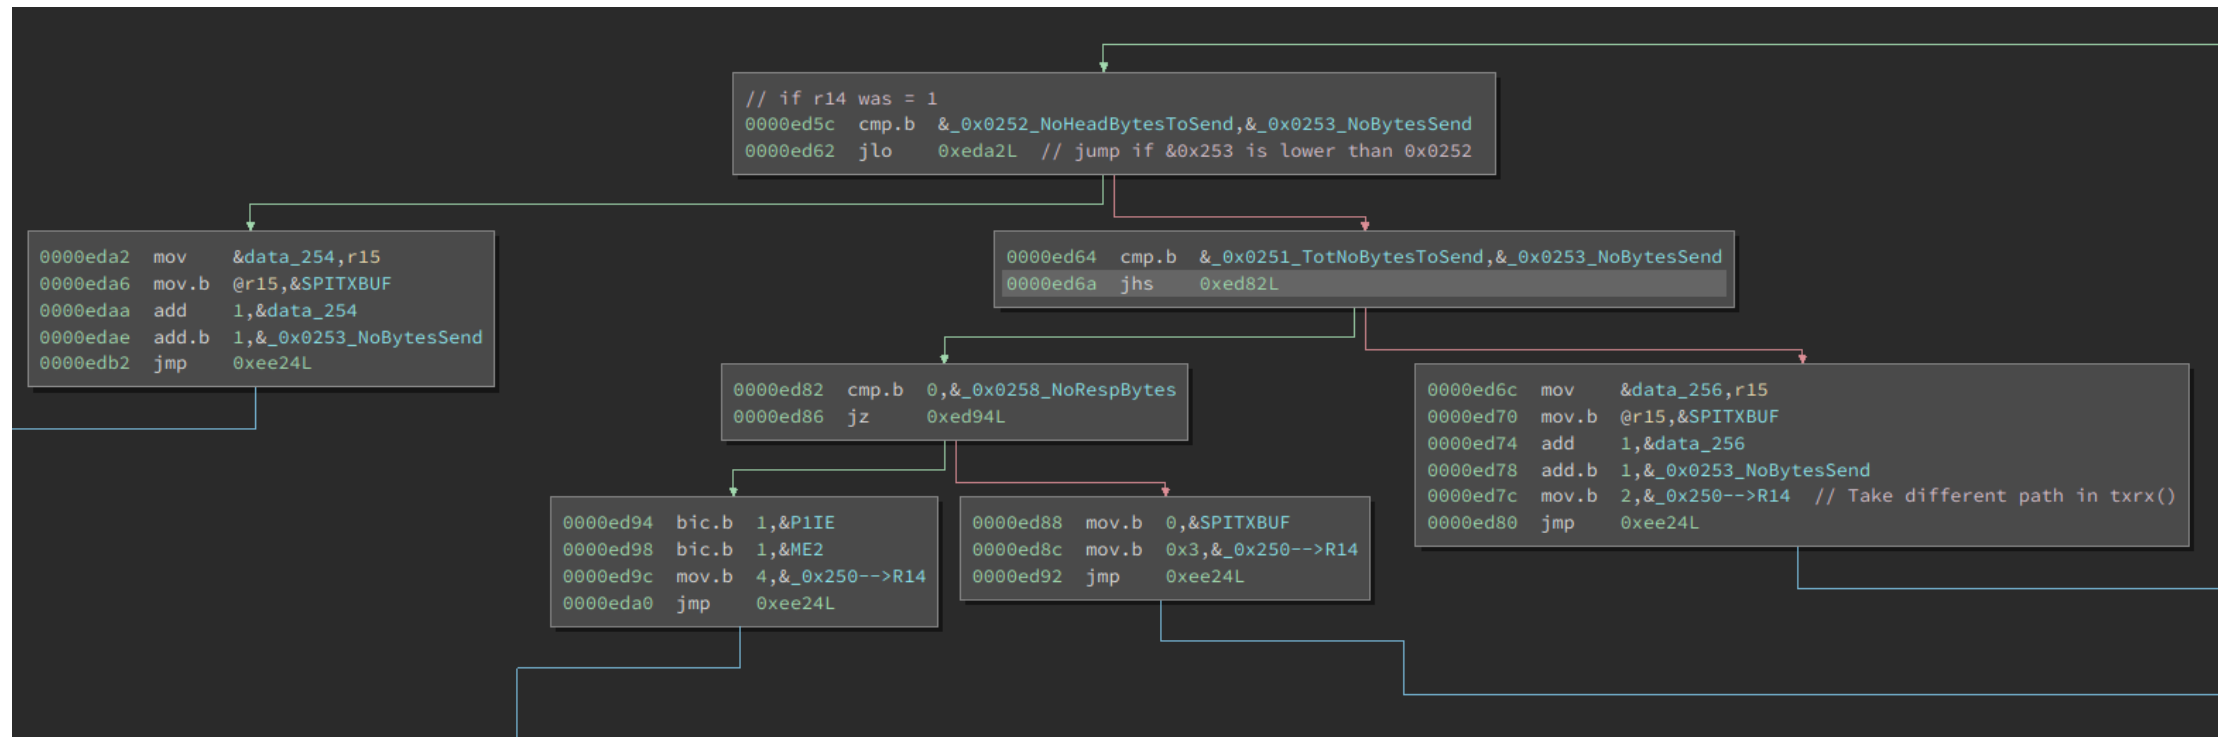 // if r14 was = 1
0000ed5c cmp.b &_0x0252_NoHeadBytesToSend,&_0x0253_NoBytesSend
0000ed62 jlo 0xeda2L // jump if &0x253 is lower than 0x0252
0000eda2 mov &data_254,r15
0000eda6 mov.b @r15,&SPITXBUF
0000edaa add 1,&data_254
0000edae add.b 1,&_0x0253_NoBytesSend
0000edb2 jmp 0xee24L
0000ed64 cmp.b &_0x0251_TotNoBytesToSend,&_0x0253_NoBytesSend
0000ed6a jhs 0xed82L
0000ed82 cmp.b 0,&_0x0258_NoRespBytes
0000ed86 jz 0xed94L
0000ed6c mov &data_256,r15
0000ed70 mov.b @r15,&SPITXBUF
0000ed74 add 1,&data_256
0000ed78 add.b 1,&_0x0253_NoBytesSend
0000ed7c mov.b 2,&_0x250-->R14 // Take different path in txrx()
0000ed80 jmp 0xee24L
0000ed94 bic.b 1,&P1IE
0000ed98 bic.b 1,&ME2
0000ed9c mov.b 4,&_0x250-->R14
0000eda0 jmp 0xee24L
0000ed88 mov.b 0,&SPITXBUF
0000ed8c mov.b 0x3,&_0x250-->R14
0000ed92 jmp 0xee24L